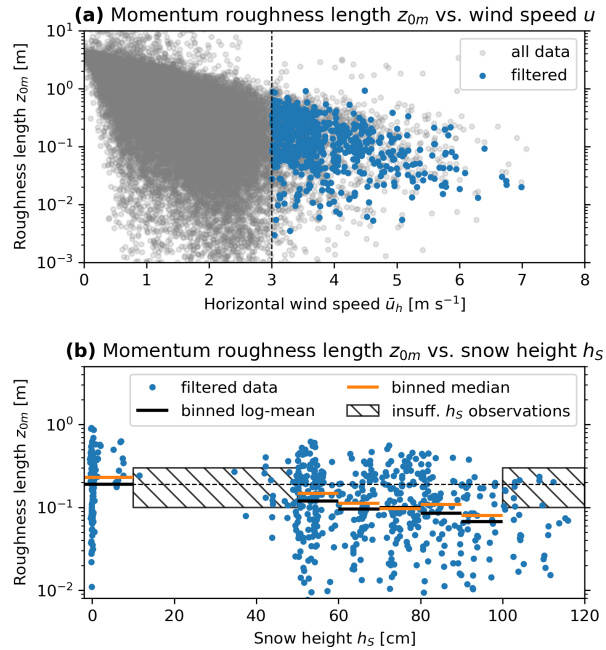 (a) Momentum roughness length z₀ₘ vs. wind speed u
Roughness length z₀ₘ [m]
10¹
10⁰
10⁻¹
10⁻²
10⁻³
all data
filtered
0 1 2 3 4 5 6 7 8
Horizontal wind speed ūₕ [m s⁻¹]
(b) Momentum roughness length z₀ₘ vs. snow height h_S
Roughness length z₀ₘ [m]
filtered data
binned log-mean
binned median
insuff. h_S observations
10⁰
10⁻¹
10⁻²
0 20 40 60 80 100 120
Snow height h_S [cm]